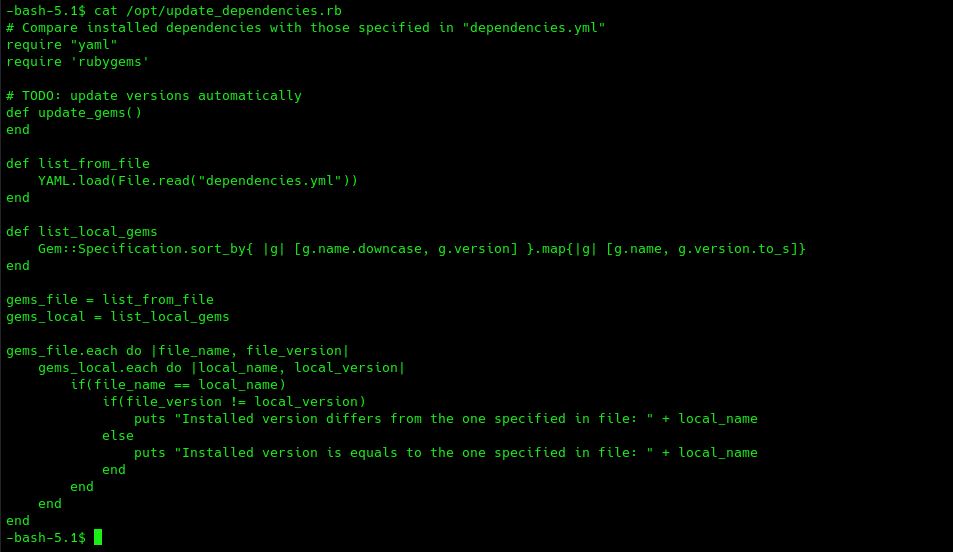 -bash-5.1$ cat /opt/update_dependencies.rb
# Compare installed dependencies with those specified in "dependencies.yml"
require "yaml"
require 'rubygems'

# TODO: update versions automatically
def update_gems()
end

def list_from_file
    YAML.load(File.read("dependencies.yml"))
end

def list_local_gems
    Gem::Specification.sort_by{ |g| [g.name.downcase, g.version] }.map{|g| [g.name, g.version.to_s]}
end

gems_file = list_from_file
gems_local = list_local_gems

gems_file.each do |file_name, file_version|
    gems_local.each do |local_name, local_version|
        if(file_name == local_name)
            if(file_version != local_version)
                puts "Installed version differs from the one specified in file: " + local_name
            else
                puts "Installed version is equals to the one specified in file: " + local_name
            end
        end
    end
end
-bash-5.1$